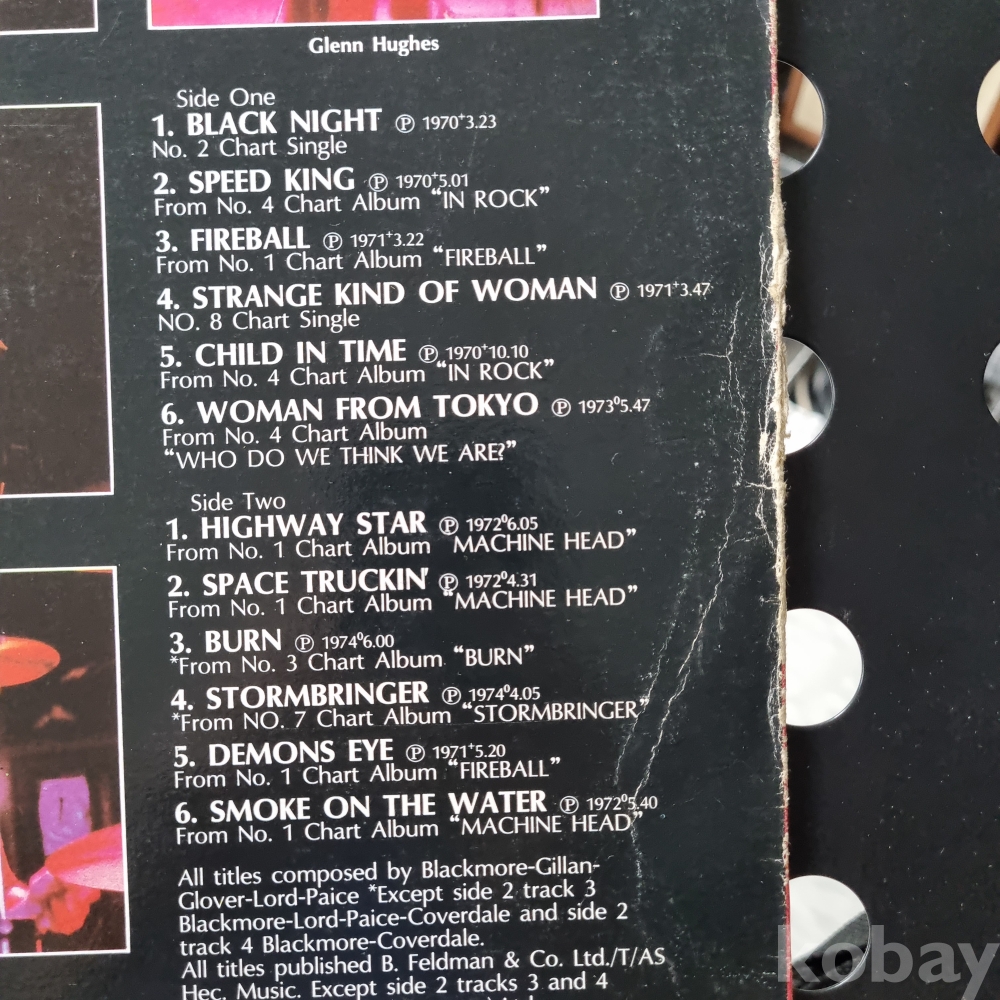 Glenn Hughes
Side One
1. BLACK NIGHT ℗ 1970⁺3.23
No. 2 Chart Single
2. SPEED KING ℗ 1970⁺5.01
From No. 4 Chart Album “IN ROCK”
3. FIREBALL ℗ 1971⁺3.22
From No. 1 Chart Album “FIREBALL”
4. STRANGE KIND OF WOMAN ℗ 1971⁺3.47
NO. 8 Chart Single
5. CHILD IN TIME ℗ 1970⁺10.10
From No. 4 Chart Album “IN ROCK”
6. WOMAN FROM TOKYO ℗ 1973⁰5.47
From No. 4 Chart Album
“WHO DO WE THINK WE ARE?”
Side Two
1. HIGHWAY STAR ℗ 1972⁰6.05
From No. 1 Chart Album MACHINE HEAD”
2. SPACE TRUCKIN' ℗ 1972⁰4.31
From No. 1 Chart Album “MACHINE HEAD”
3. BURN ℗ 1974⁰6.00
*From No. 3 Chart Album “BURN”
4. STORMBRINGER ℗ 1974⁰4.05
*From NO. 7 Chart Album “STORMBRINGER”
5. DEMONS EYE ℗ 1971⁺5.20
From No. 1 Chart Album “FIREBALL”
6. SMOKE ON THE WATER ℗ 1972⁰5.40
From No. 1 Chart Album “MACHINE HEAD”
All titles composed by Blackmore-Gillan-
Glover-Lord-Paice *Except side 2 track 3
Blackmore-Lord-Paice-Coverdale and side 2
track 4 Blackmore-Coverdale.
All titles published B. Feldman & Co. Ltd./T/AS
Hec. Music. Except side 2 tracks 3 and 4
kobay